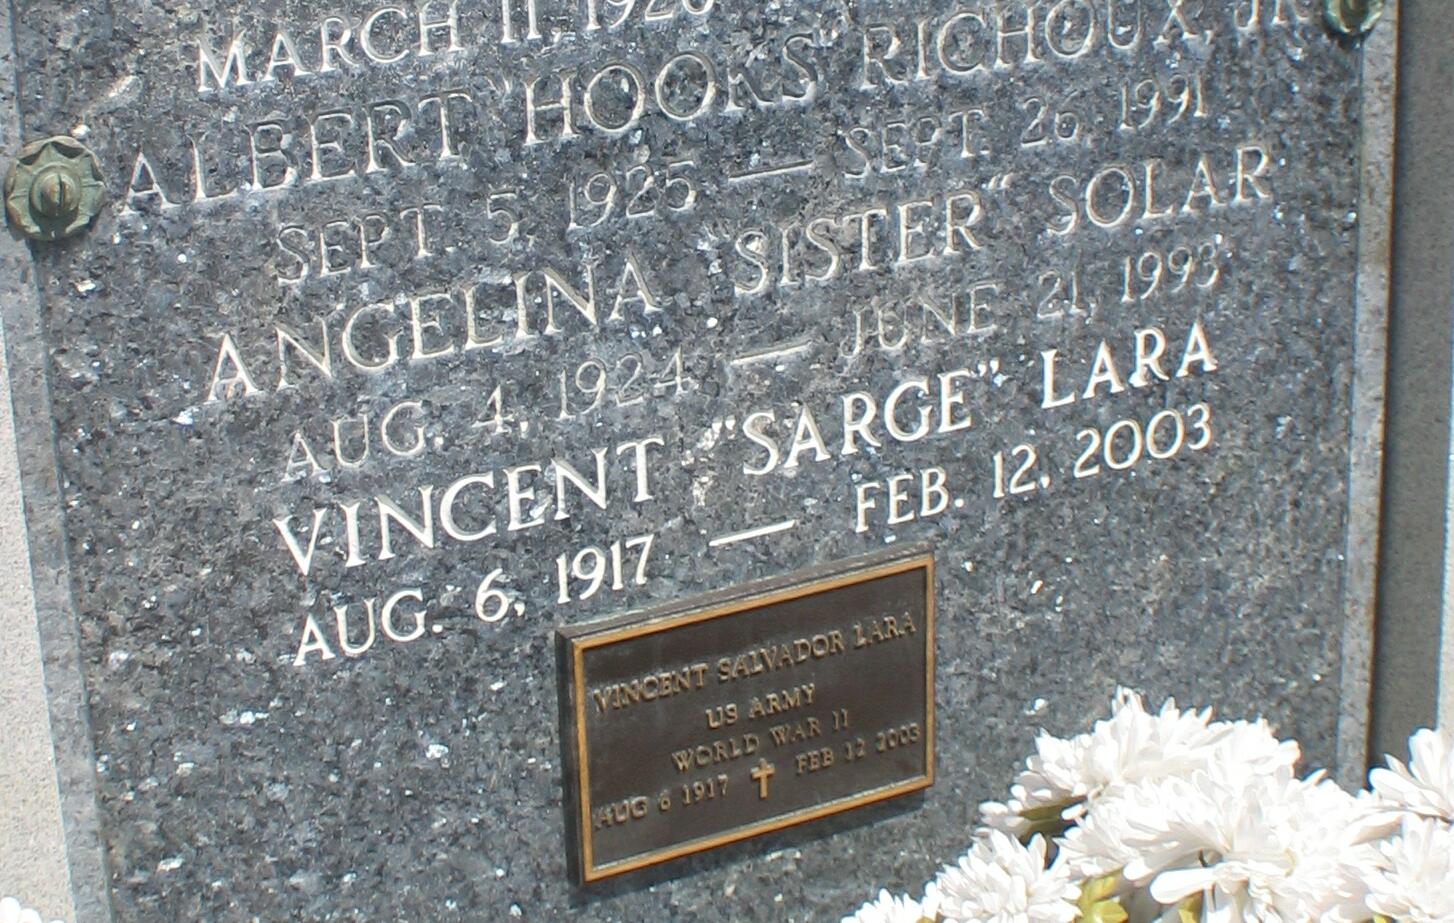 MARCH 11, 1926
ALBERT "HOOKS" RICHOUX, JR.
SEPT. 5, 1925 — SEPT. 26, 1991
ANGELINA "SISTER" SOLAR
AUG. 4, 1924 — JUNE 21, 1993
VINCENT "SARGE" LARA
AUG. 6, 1917 — FEB. 12, 2003
VINCENT SALVADOR LARA
US ARMY
WORLD WAR II
AUG 6 1917 FEB 12 2003